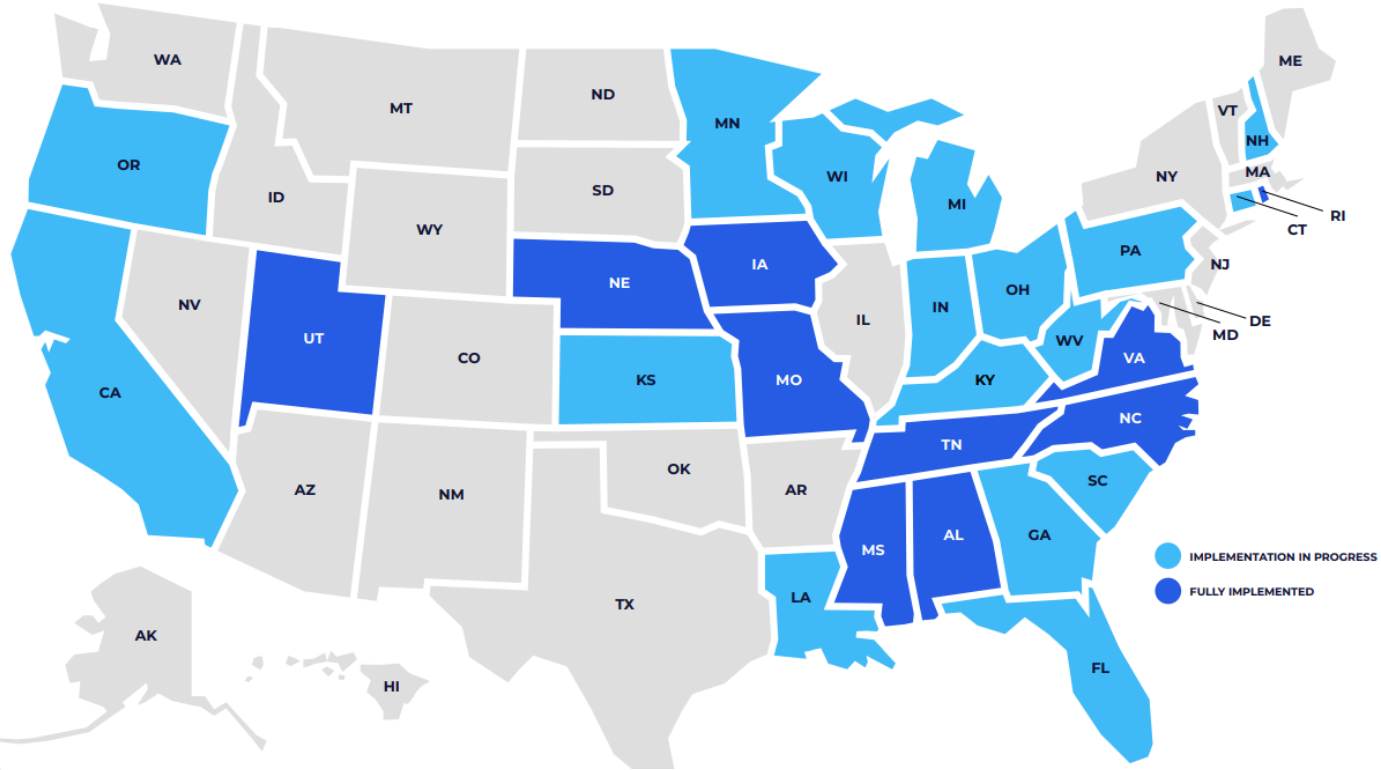 WA
MT
ND
MN
ME
VT
NH
OR
ID
SD
WI
MI
NY
MA
WY
RI
CT
PA
NV
NE
IA
NJ
UT
CO
IL
IN
OH
DE
MD
WV
VA
CA
KS
MO
KY
NC
TN
AZ
NM
OK
AR
SC
MS
AL
GA
IMPLEMENTATION IN PROGRESS
FULLY IMPLEMENTED
TX
LA
AK
HI
FL